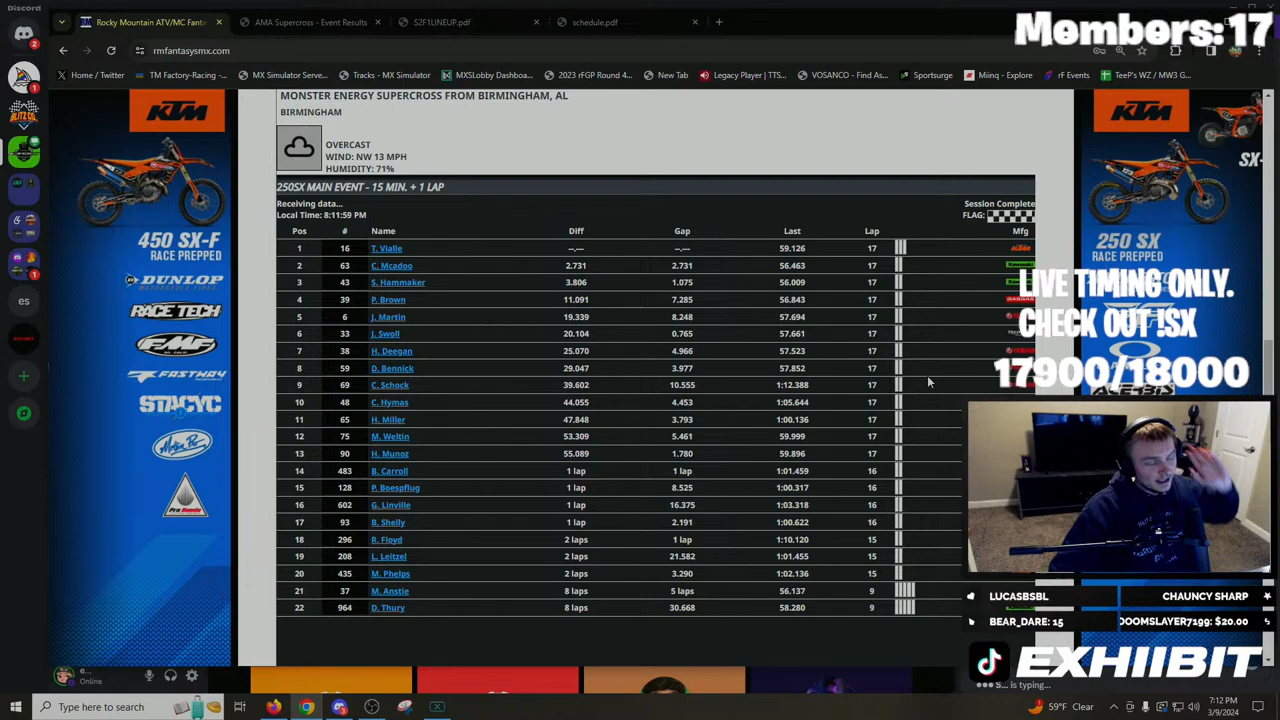 Discord
Rocky Mountain ATV/MC Fanta
AMA Supercross - Event Results
S2F1LINEUP.pdf
schedule.pdf
Members:17
rmfantasysmx.com
Home / Twitter
TM Factory-Racing -...
MX Simulator Serve...
Tracks - MX Simulator
MXSLobby Dashboa...
2023 rFGP Round 4...
New Tab
Legacy Player | TTS...
VOSANCO - Find As...
Sportsurge
Miinq - Explore
rF Events
TeeP's WZ / MW3 G...
MONSTER ENERGY SUPERCROSS FROM BIRMINGHAM, AL
BIRMINGHAM
OVERCAST
WIND: NW 13 MPH
HUMIDITY: 71%
250SX MAIN EVENT - 15 MIN. + 1 LAP
Receiving data...
Session Complete
Local Time: 8:11:59 PM
FLAG:
Pos # Name Diff Gap Last Lap Mfg
1 16 T. Vialle --.--- --.--- 59.126 17
2 63 C. Mcadoo 2.731 2.731 56.463 17
3 43 S. Hammaker 3.806 1.075 56.009 17
4 39 P. Brown 11.091 7.285 56.843 17
5 6 J. Martin 19.339 8.248 57.694 17
6 33 J. Swoll 20.104 0.765 57.661 17
7 38 H. Deegan 25.070 4.966 57.523 17
8 59 D. Bennick 29.047 3.977 57.852 17
9 69 C. Schock 39.602 10.555 1:12.388 17
10 48 C. Hymas 44.055 4.453 1:05.644 17
11 65 H. Miller 47.848 3.793 1:00.136 17
12 75 M. Weltin 53.309 5.461 59.999 17
13 90 H. Munoz 55.089 1.780 59.896 17
14 483 B. Carroll 1 lap 1 lap 1:01.459 16
15 128 P. Boespflug 1 lap 8.525 1:00.317 16
16 602 G. Linville 1 lap 16.375 1:03.318 16
17 93 B. Shelly 1 lap 2.191 1:00.622 16
18 296 R. Floyd 2 laps 1 lap 1:10.120 15
19 208 L. Leitzel 2 laps 21.582 1:01.455 15
20 435 M. Phelps 2 laps 3.290 1:02.136 15
21 37 M. Anstie 8 laps 5 laps 56.137 9
22 964 D. Thury 8 laps 30.668 58.280 9
KTM
450 SX-F
RACE PREPPED
DUNLOP
MOTORCYCLE TIRES
RACE TECH
FMF
FASTWAY
STACYC
Motion Pro
Pro Honda
KTM
SX-
250 SX
RACE PREPPED
LIVE TIMING ONLY.
CHECK OUT !SX
17900/18000
ACERBIS
LUCASBSBL
CHAUNCY SHARP
BEAR_DARE: 15
DOOMSLAYER7199: $20.00
EXHIIBIT
S... is typing...
es
e...
Online
Type here to search
59°F Clear
7:12 PM
3/9/2024